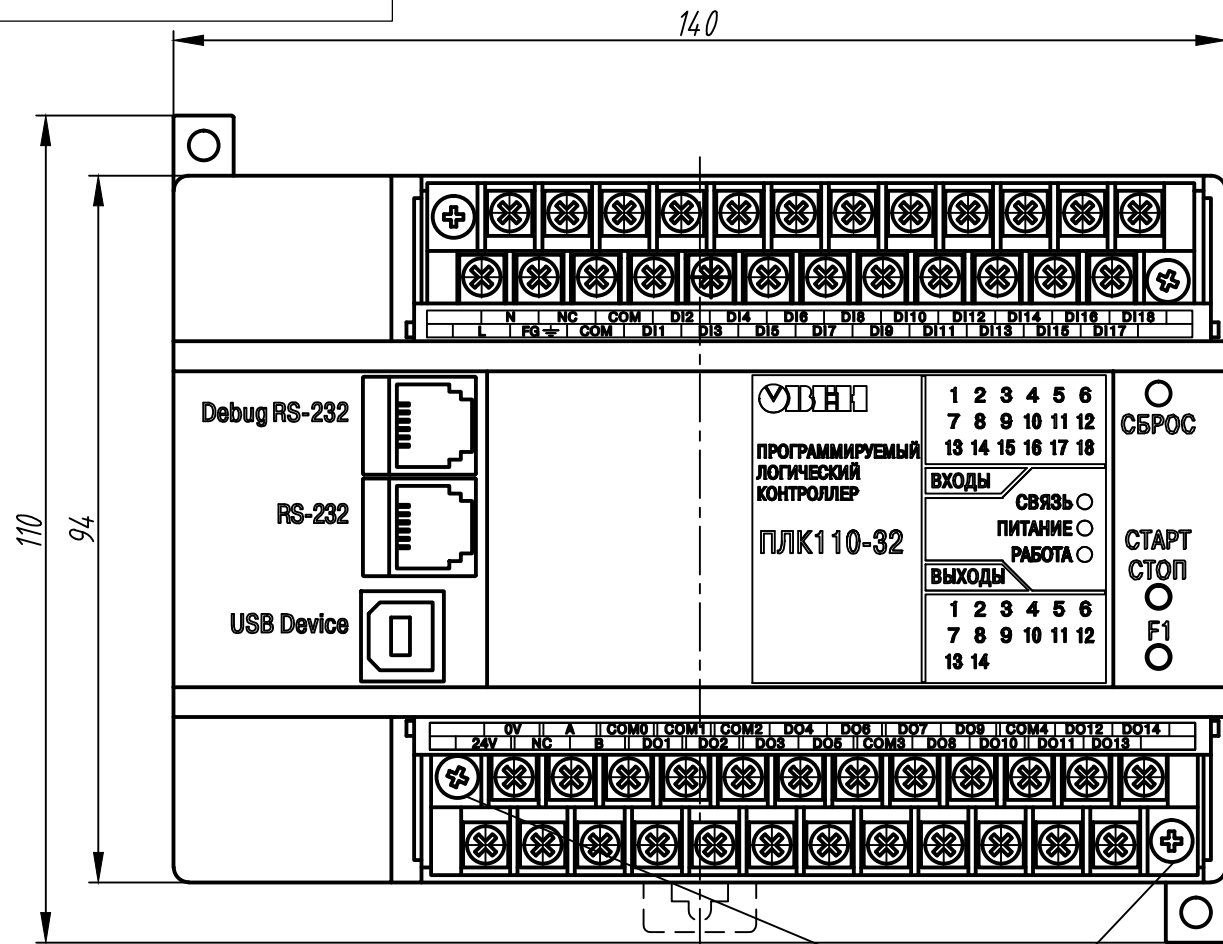 140
110
94
N NC COM DI2 DI4 DI6 DI8 DI10 DI12 DI14 DI16 DI18
L FG COM DI1 DI3 DI5 DI7 DI9 DI11 DI13 DI15 DI17
Debug RS-232
RS-232
USB Device
ОВЕН
ПРОГРАММИРУЕМЫЙ
ЛОГИЧЕСКИЙ
КОНТРОЛЛЕР
ПЛК110-32
1 2 3 4 5 6
7 8 9 10 11 12
13 14 15 16 17 18
ВХОДЫ
СВЯЗЬ
ПИТАНИЕ
РАБОТА
ВЫХОДЫ
1 2 3 4 5 6
7 8 9 10 11 12
13 14
СБРОС
СТАРТ
СТОП
F1
0V A COM0 COM1 COM2 DO4 DO6 DO7 DO9 COM4 DO12 DO14
24V NC B DO1 DO2 DO3 DO5 COM3 DO8 DO10 DO11 DO13